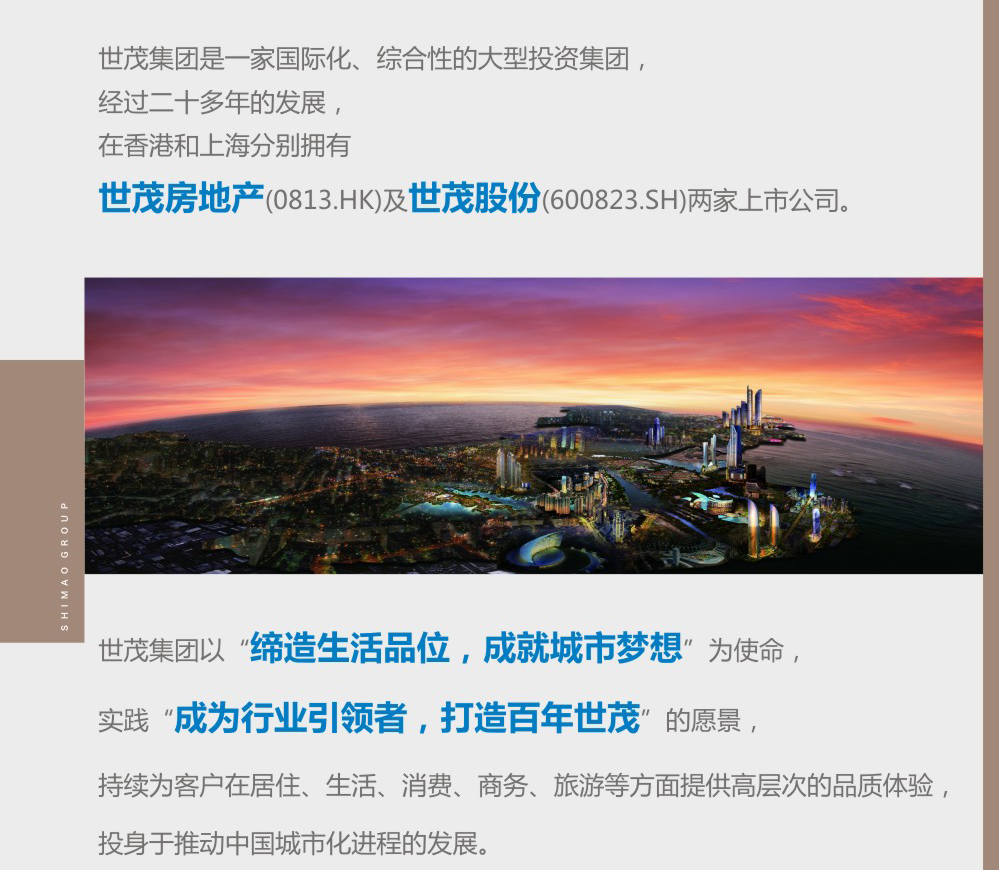 世茂集团是一家国际化、综合性的大型投资集团，
经过二十多年的发展，
在香港和上海分别拥有
世茂房地产(0813.HK)及世茂股份(600823.SH)两家上市公司。
SHIMAO GROUP
世茂集团以“缔造生活品位，成就城市梦想”为使命，
实践“成为行业引领者，打造百年世茂”的愿景，
持续为客户在居住、生活、消费、商务、旅游等方面提供高层次的品质体验，
投身于推动中国城市化进程的发展。